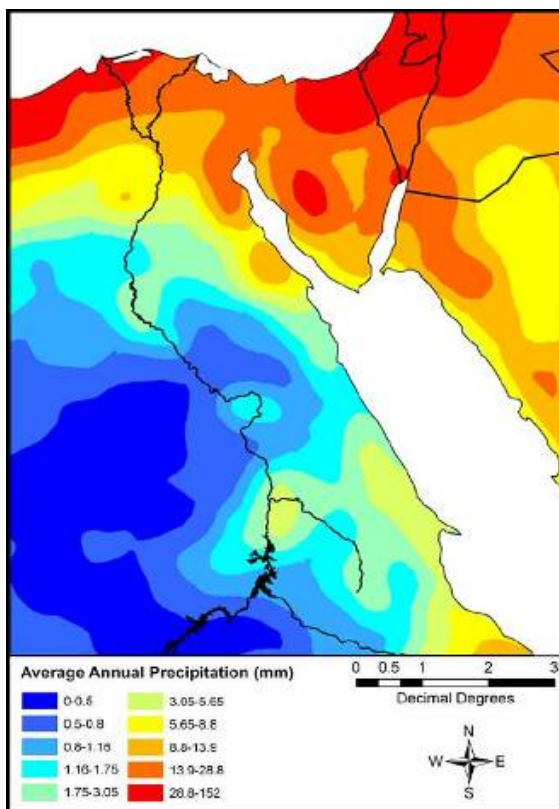 Average Annual Precipitation (mm)
0-0.5
0.5-0.8
0.8-1.16
1.16-1.75
1.75-3.05
3.05-5.65
5.65-8.8
8.8-13.9
13.9-28.8
28.8-152
0 0.5 1 2 3
Decimal Degrees
N
W E
S